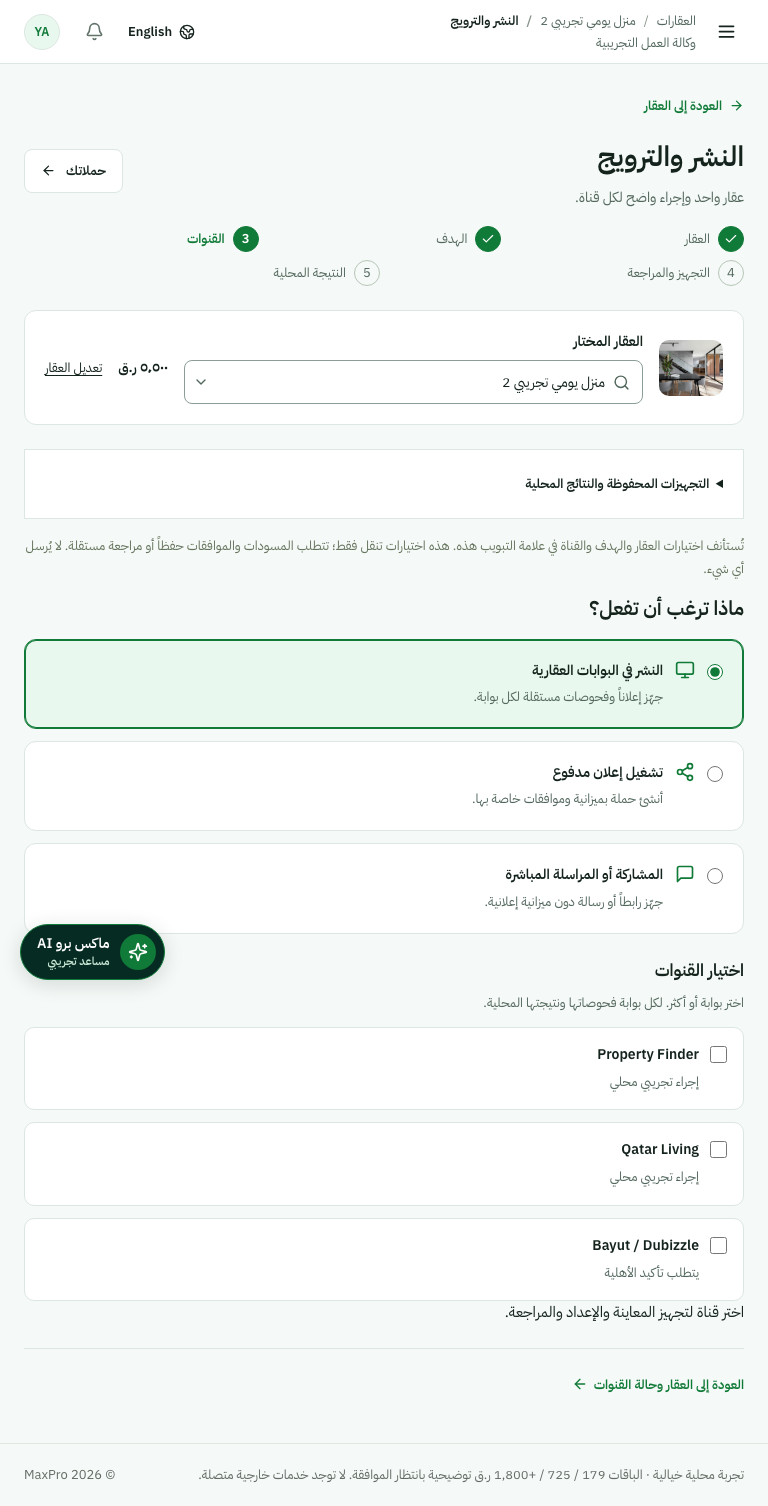 العقارات / منزل يومي تجريبي 2 / النشر والترويج
وكالة العمل التجريبية
English
YA
العودة إلى العقار
النشر والترويج
عقار واحد وإجراء واضح لكل قناة.
حملاتك
العقار
الهدف
3 القنوات
4 التجهيز والمراجعة
5 النتيجة المحلية
العقار المختار
منزل يومي تجريبي 2
٥٬٥٠٠ ر.ق
تعديل العقار
التجهيزات المحفوظة والنتائج المحلية
تُستأنف اختيارات العقار والهدف والقناة في علامة التبويب هذه. هذه اختيارات تنقل فقط؛ تتطلب المسودات والموافقات حفظاً أو مراجعة مستقلة. لا يُرسل
أي شيء.
ماذا ترغب أن تفعل؟
النشر في البوابات العقارية
جهّز إعلاناً وفحوصات مستقلة لكل بوابة.
تشغيل إعلان مدفوع
أنشئ حملة بميزانية وموافقات خاصة بها.
المشاركة أو المراسلة المباشرة
جهّز رابطاً أو رسالة دون ميزانية إعلانية.
ماكس برو AI
مساعد تجريبي
اختيار القنوات
اختر بوابة أو أكثر. لكل بوابة فحوصاتها ونتيجتها المحلية.
Property Finder
إجراء تجريبي محلي
Qatar Living
إجراء تجريبي محلي
Bayut / Dubizzle
يتطلب تأكيد الأهلية
اختر قناة لتجهيز المعاينة والإعداد والمراجعة.
العودة إلى العقار وحالة القنوات
تجربة محلية خيالية · الباقات 179 / 725 / +1,800 ر.ق توضيحية بانتظار الموافقة. لا توجد خدمات خارجية متصلة.
© 2026 MaxPro